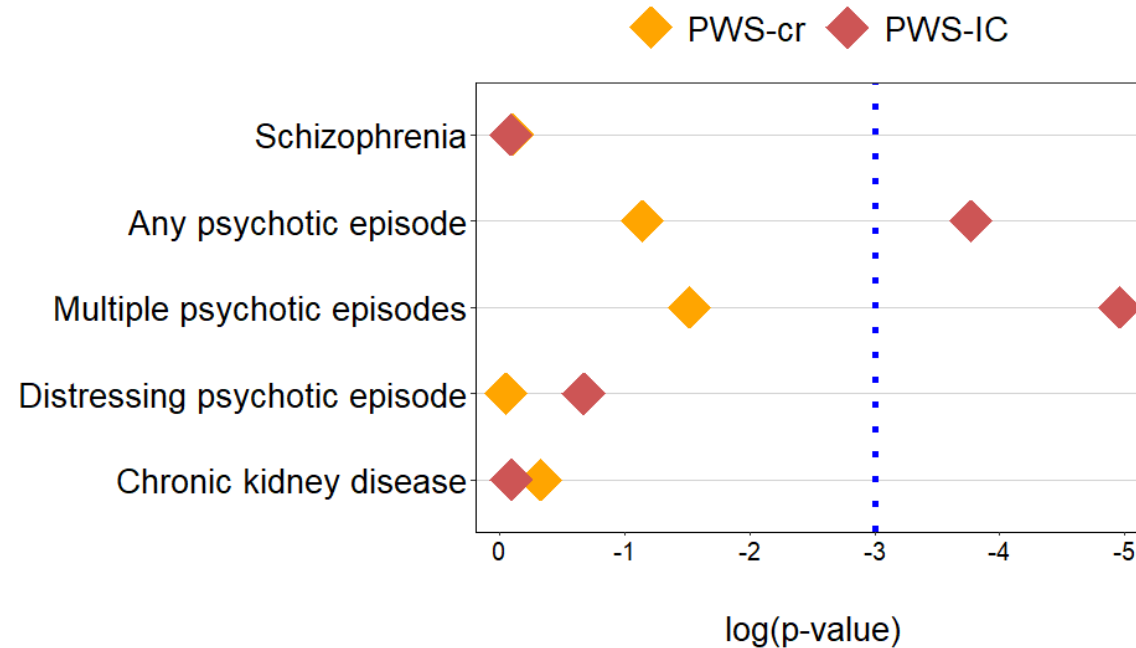 PWS-cr PWS-IC
Schizophrenia
Any psychotic episode
Multiple psychotic episodes
Distressing psychotic episode
Chronic kidney disease
0 -1 -2 -3 -4 -5
log(p-value)